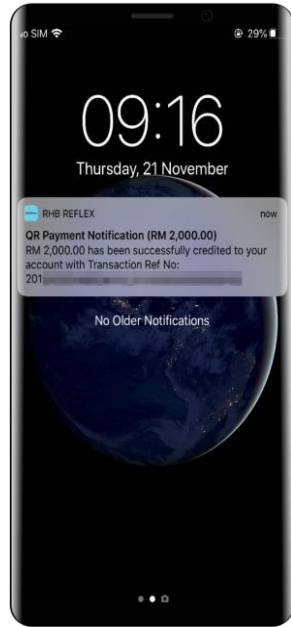 No SIM
29%
09:16
Thursday, 21 November
RHB REFLEX now
QR Payment Notification (RM 2,000.00)
RM 2,000.00 has been successfully credited to your
account with Transaction Ref No:
201
No Older Notifications